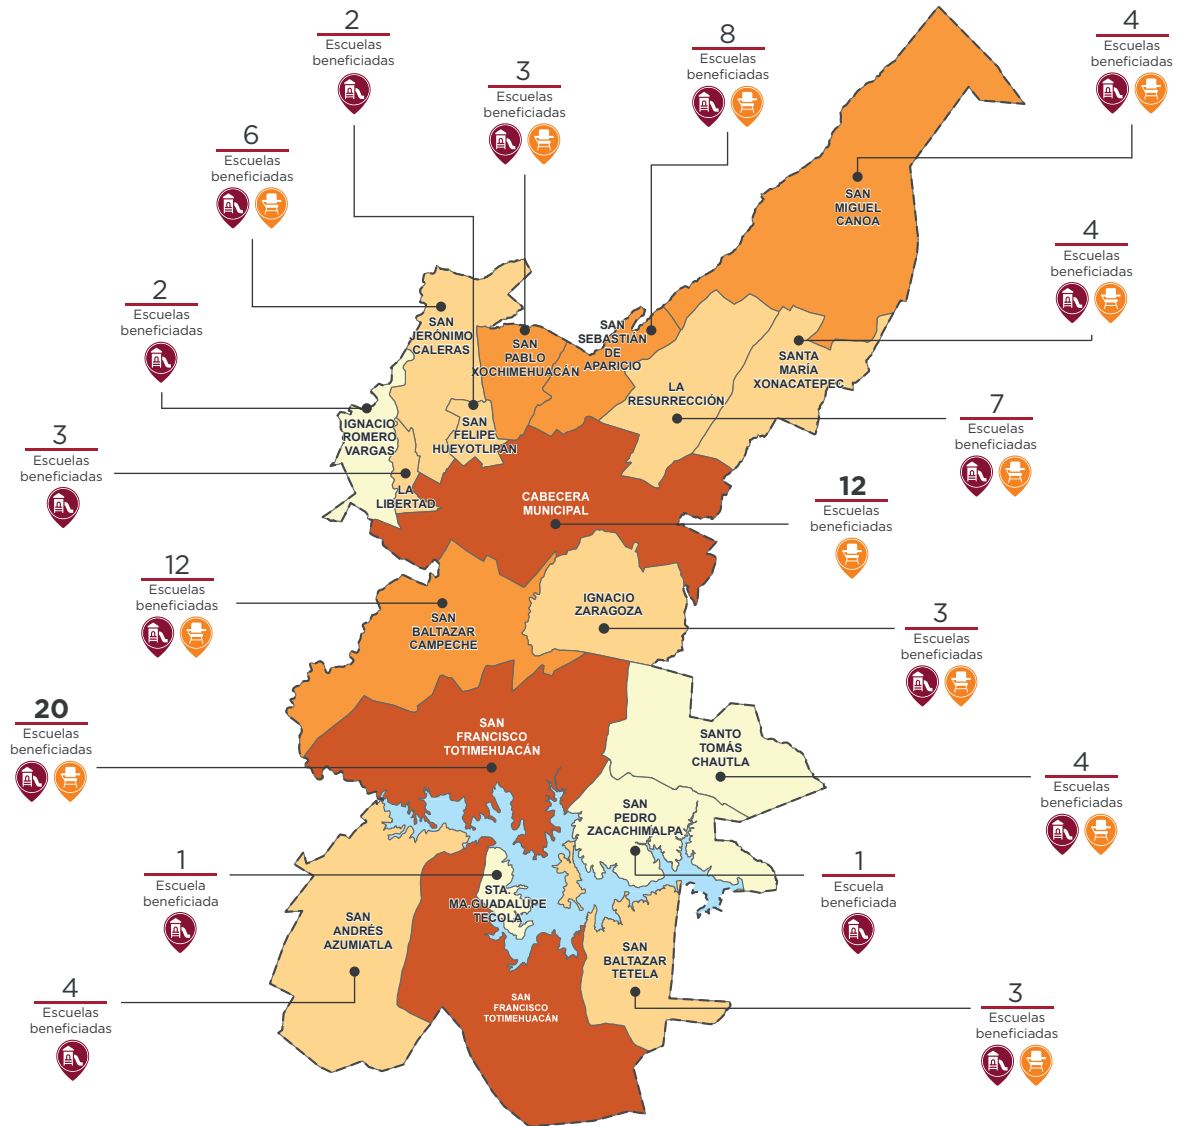 2
Escuelas
beneficiadas
3
Escuelas
beneficiadas
8
Escuelas
beneficiadas
4
Escuelas
beneficiadas
6
Escuelas
beneficiadas
4
Escuelas
beneficiadas
2
Escuelas
beneficiadas
3
Escuelas
beneficiadas
7
Escuelas
beneficiadas
12
Escuelas
beneficiadas
12
Escuelas
beneficiadas
3
Escuelas
beneficiadas
20
Escuelas
beneficiadas
4
Escuelas
beneficiadas
1
Escuela
beneficiada
1
Escuela
beneficiada
4
Escuelas
beneficiadas
3
Escuelas
beneficiadas
SAN
MIGUEL
CANOA
SAN
JERÓNIMO
CALERAS
SAN
PABLO
XOCHIMEHUACÁN
SAN
SEBASTIÁN
DE
APARICIO
SANTA
MARÍA
XONACATEPEC
LA
RESURRECCIÓN
IGNACIO
ROMERO
VARGAS
SAN
FELIPE
HUEYOTLIPÁN
LA
LIBERTAD
CABECERA
MUNICIPAL
IGNACIO
ZARAGOZA
SAN
BALTAZAR
CAMPECHE
SAN
FRANCISCO
TOTIMEHUACÁN
SANTO
TOMÁS
CHAUTLA
SAN
PEDRO
ZACACHIMALPA
STA.
MA.GUADALUPE
TECOLA
SAN
ANDRÉS
AZUMIATLA
SAN
BALTAZAR
TETELA
SAN
FRANCISCO
TOTIMEHUACÁN